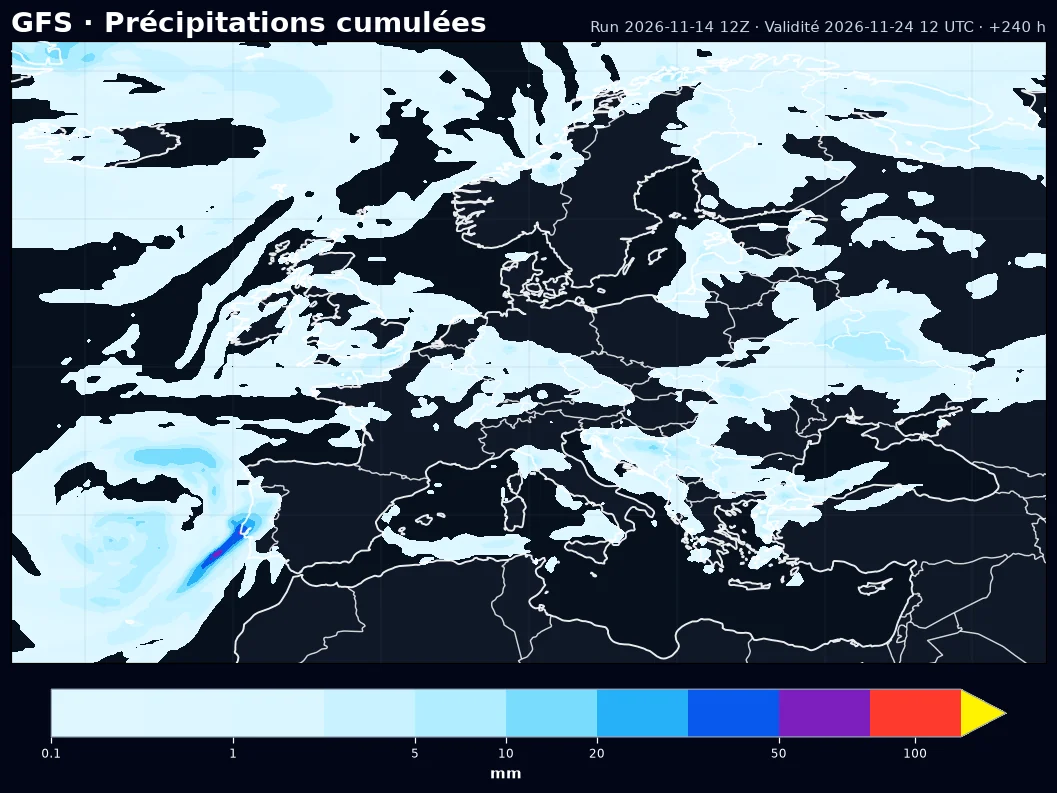 GFS · Précipitations cumulées
Run 2026-11-14 12Z · Validité 2026-11-24 12 UTC · +240 h
0.1 1 5 10 20 50 100
mm